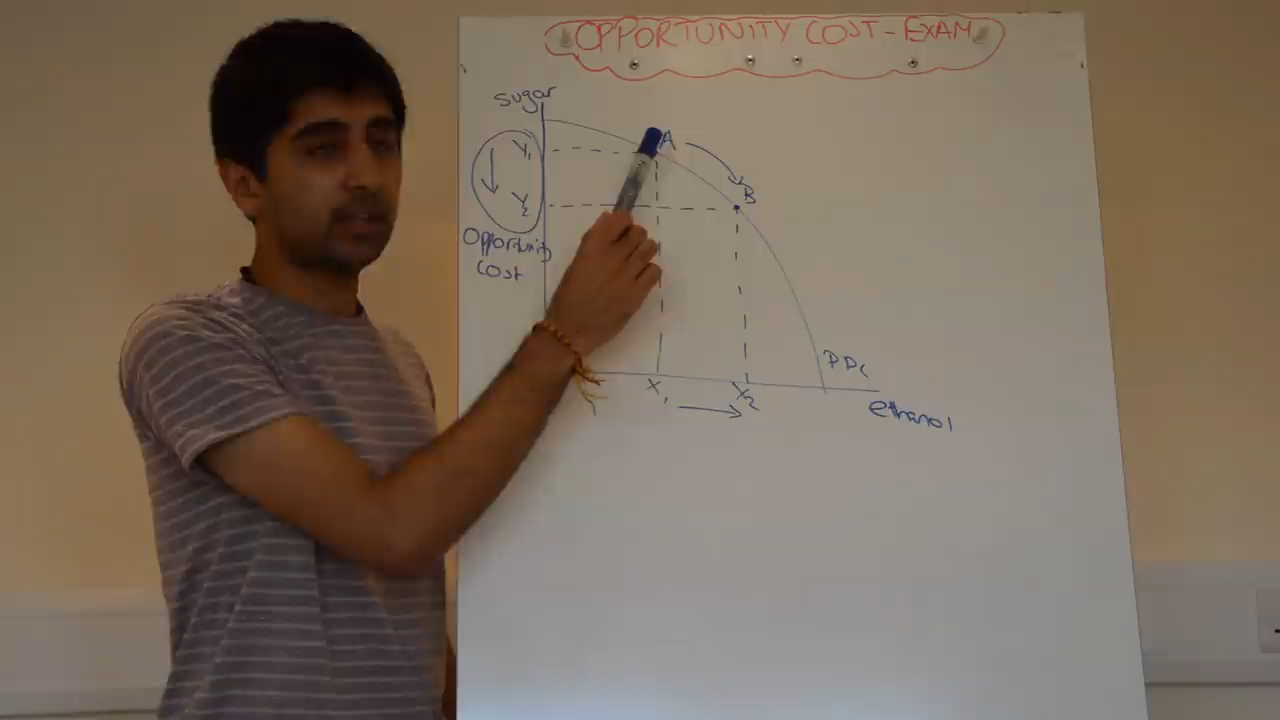 OPPORTUNITY COST - EXAM
Sugar
Y1
A
Y2
B
Opportunity
Cost
PPC
X1
X2
ethanol